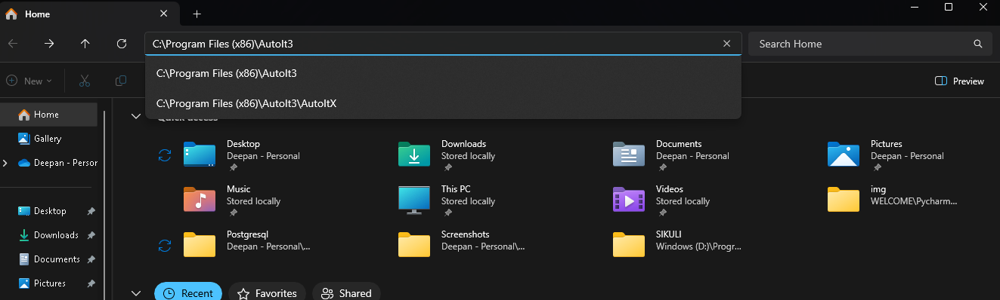 Home
C:\Program Files (x86)\AutoIt3
Search Home
New
C:\Program Files (x86)\AutoIt3
C:\Program Files (x86)\AutoIt3\AutoItX
Preview
Home
Gallery
Deepan - Persor
Desktop
Downloads
Documents
Pictures
Quick access
Desktop
Deepan - Personal
Downloads
Stored locally
Documents
Deepan - Personal
Pictures
Deepan - Personal
Music
Stored locally
This PC
Stored locally
Videos
Stored locally
img
WELCOME\Pycharm...
Postgresql
Deepan - Personal\...
Screenshots
Deepan - Personal\...
SIKULI
Windows (D:)\Progr...
Recent
Favorites
Shared